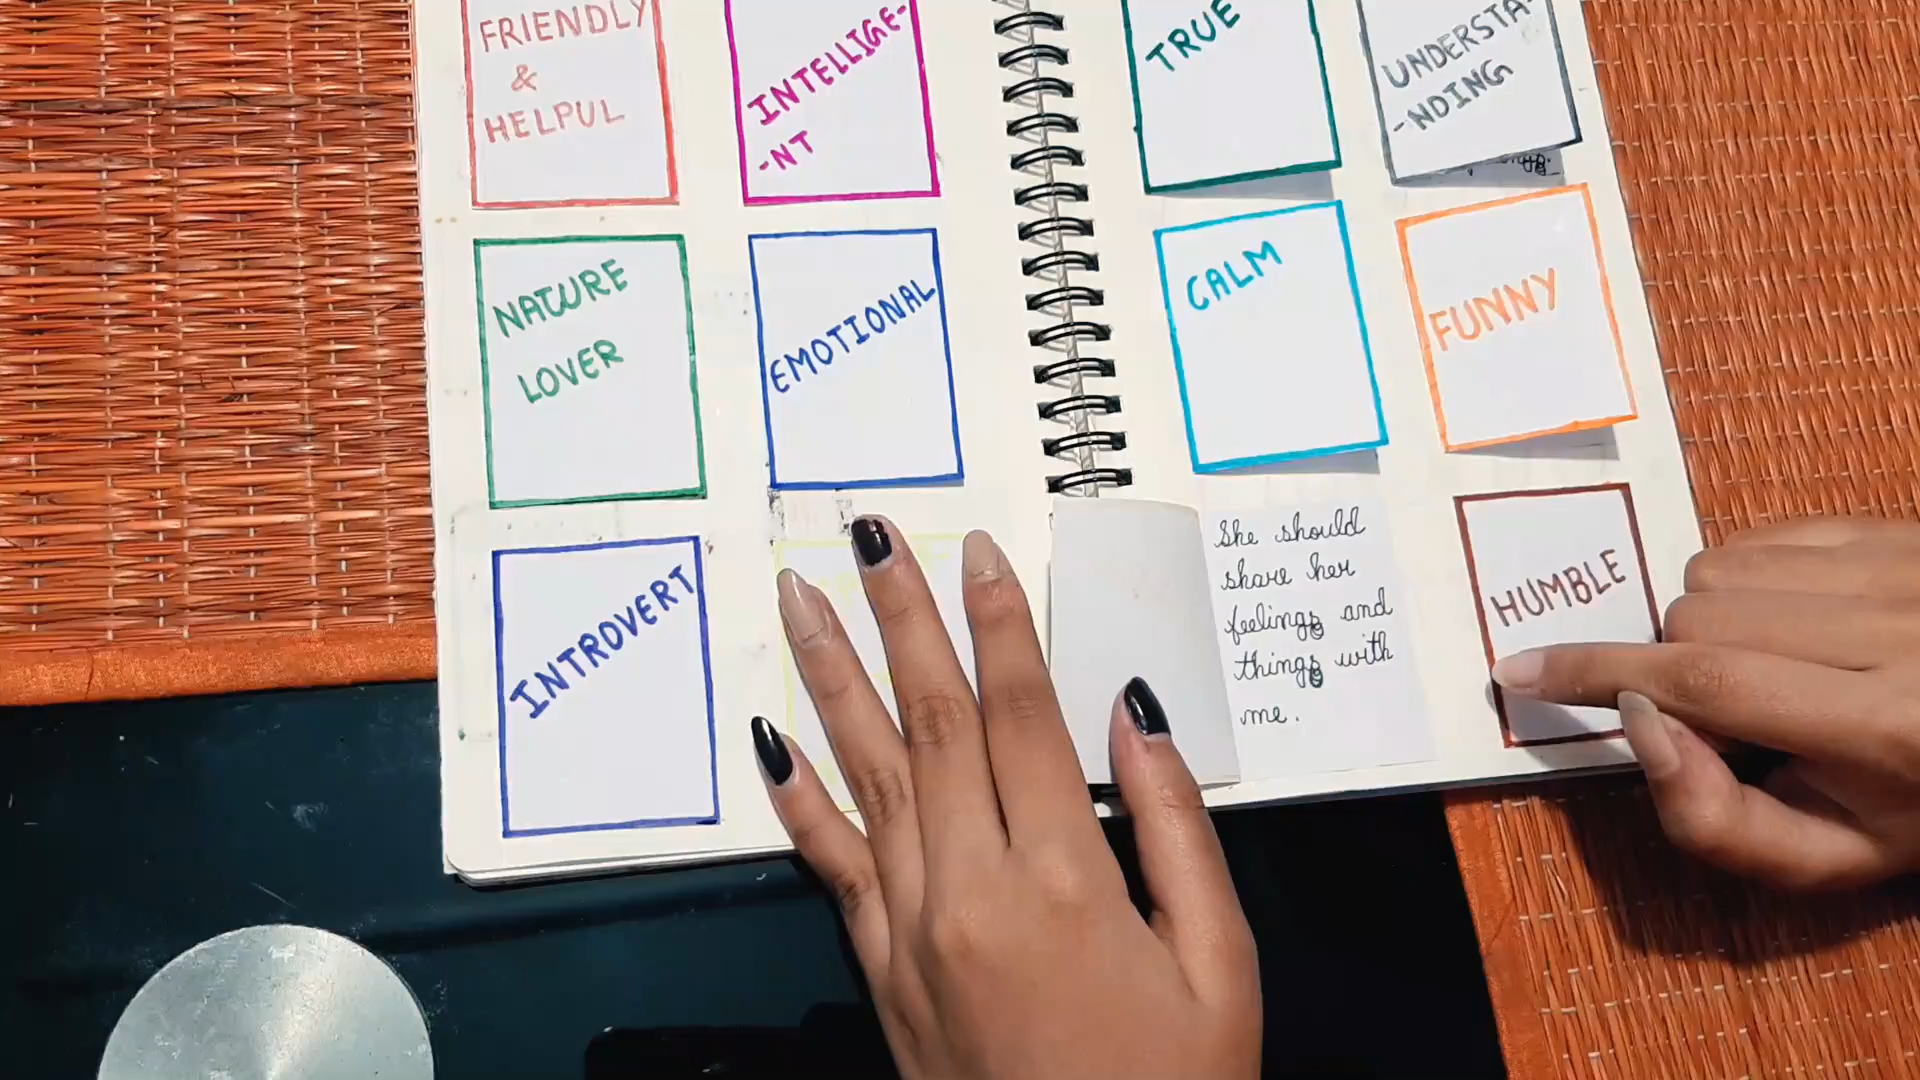 FRIENDLY
&
HELPUL
INTELLIGE-
-NT
NATURE
LOVER
EMOTIONAL
INTROVERT
TRUE
UNDERSTA-
-NDING
CALM
FUNNY
She should
share her
feelings and
things with
me.
HUMBLE